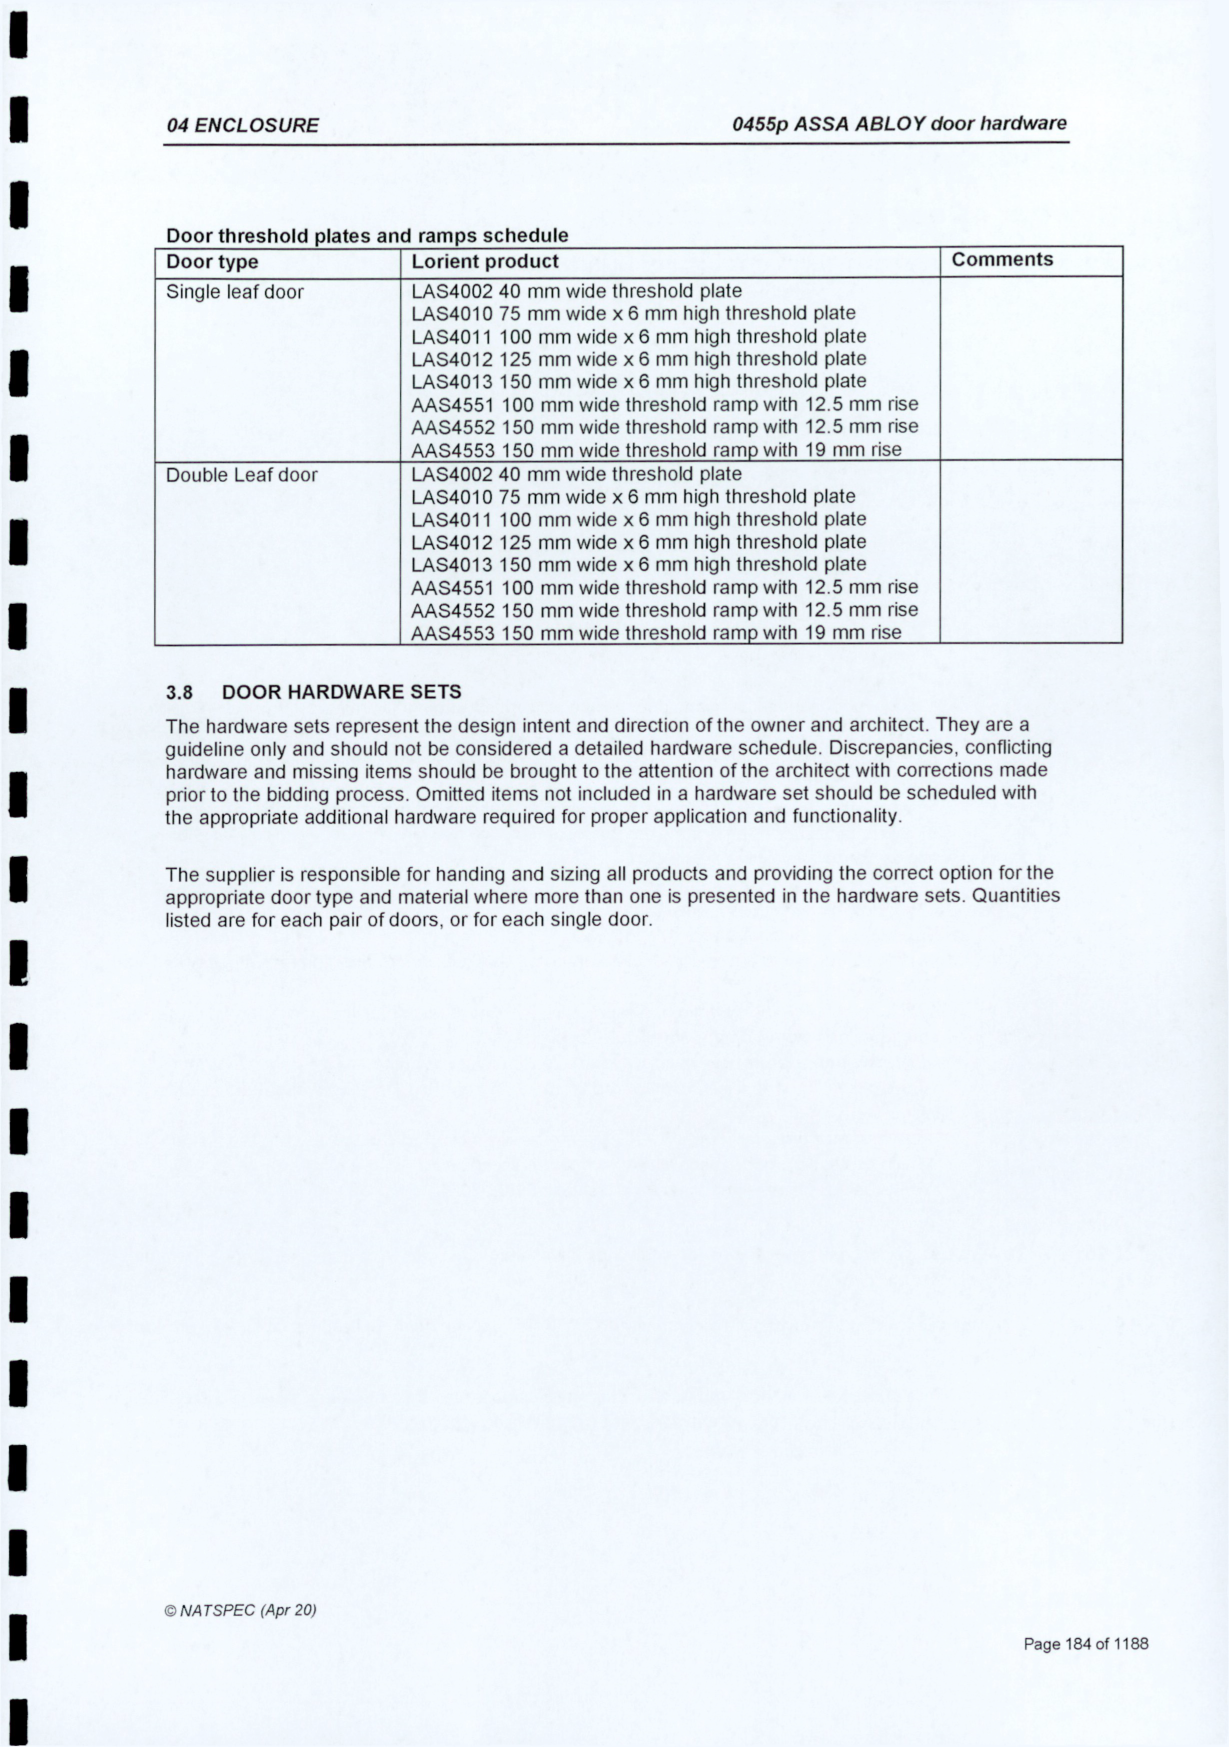 04 ENCLOSURE
0455p ASSA ABLOY door hardware
Door threshold plates and ramps schedule
Door type Lorient product Comments
Single leaf door LAS4002 40 mm wide threshold plate
LAS4010 75 mm wide x 6 mm high threshold plate
LAS4011 100 mm wide x 6 mm high threshold plate
LAS4012 125 mm wide x 6 mm high threshold plate
LAS4013 150 mm wide x 6 mm high threshold plate
AAS4551 100 mm wide threshold ramp with 12.5 mm rise
AAS4552 150 mm wide threshold ramp with 12.5 mm rise
AAS4553 150 mm wide threshold ramp with 19 mm rise
Double Leaf door LAS4002 40 mm wide threshold plate
LAS4010 75 mm wide x 6 mm high threshold plate
LAS4011 100 mm wide x 6 mm high threshold plate
LAS4012 125 mm wide x 6 mm high threshold plate
LAS4013 150 mm wide x 6 mm high threshold plate
AAS4551 100 mm wide threshold ramp with 12.5 mm rise
AAS4552 150 mm wide threshold ramp with 12.5 mm rise
AAS4553 150 mm wide threshold ramp with 19 mm rise
3.8 DOOR HARDWARE SETS
The hardware sets represent the design intent and direction of the owner and architect. They are a
guideline only and should not be considered a detailed hardware schedule. Discrepancies, conflicting
hardware and missing items should be brought to the attention of the architect with corrections made
prior to the bidding process. Omitted items not included in a hardware set should be scheduled with
the appropriate additional hardware required for proper application and functionality.
The supplier is responsible for handing and sizing all products and providing the correct option for the
appropriate door type and material where more than one is presented in the hardware sets. Quantities
listed are for each pair of doors, or for each single door.
© NATSPEC (Apr 20)
Page 184 of 1188